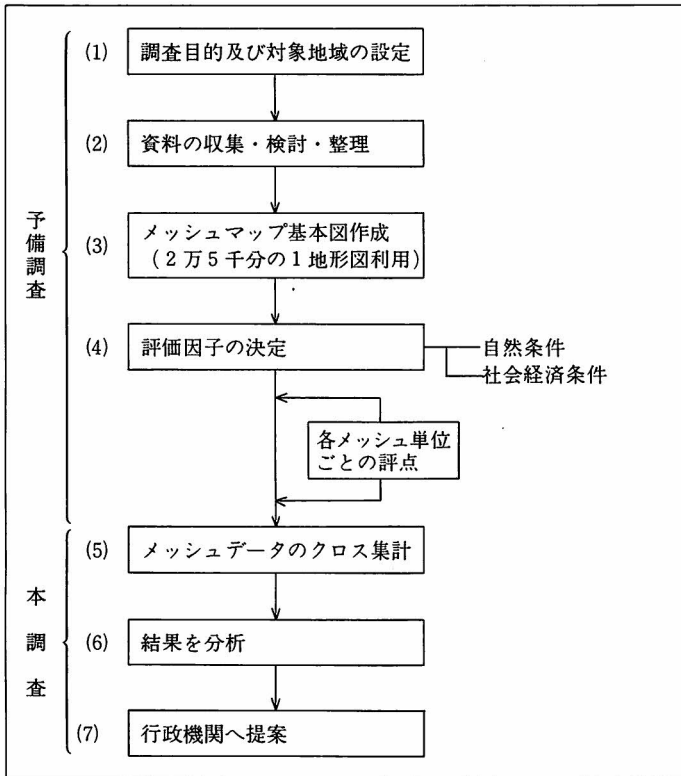 予備調査
(1) 調査目的及び対象地域の設定
(2) 資料の収集・検討・整理
(3) メッシュマップ基本図作成
(2万5千分の1地形図利用)
(4) 評価因子の決定
自然条件
社会経済条件
各メッシュ単位
ごとの評点
本調査
(5) メッシュデータのクロス集計
(6) 結果を分析
(7) 行政機関へ提案